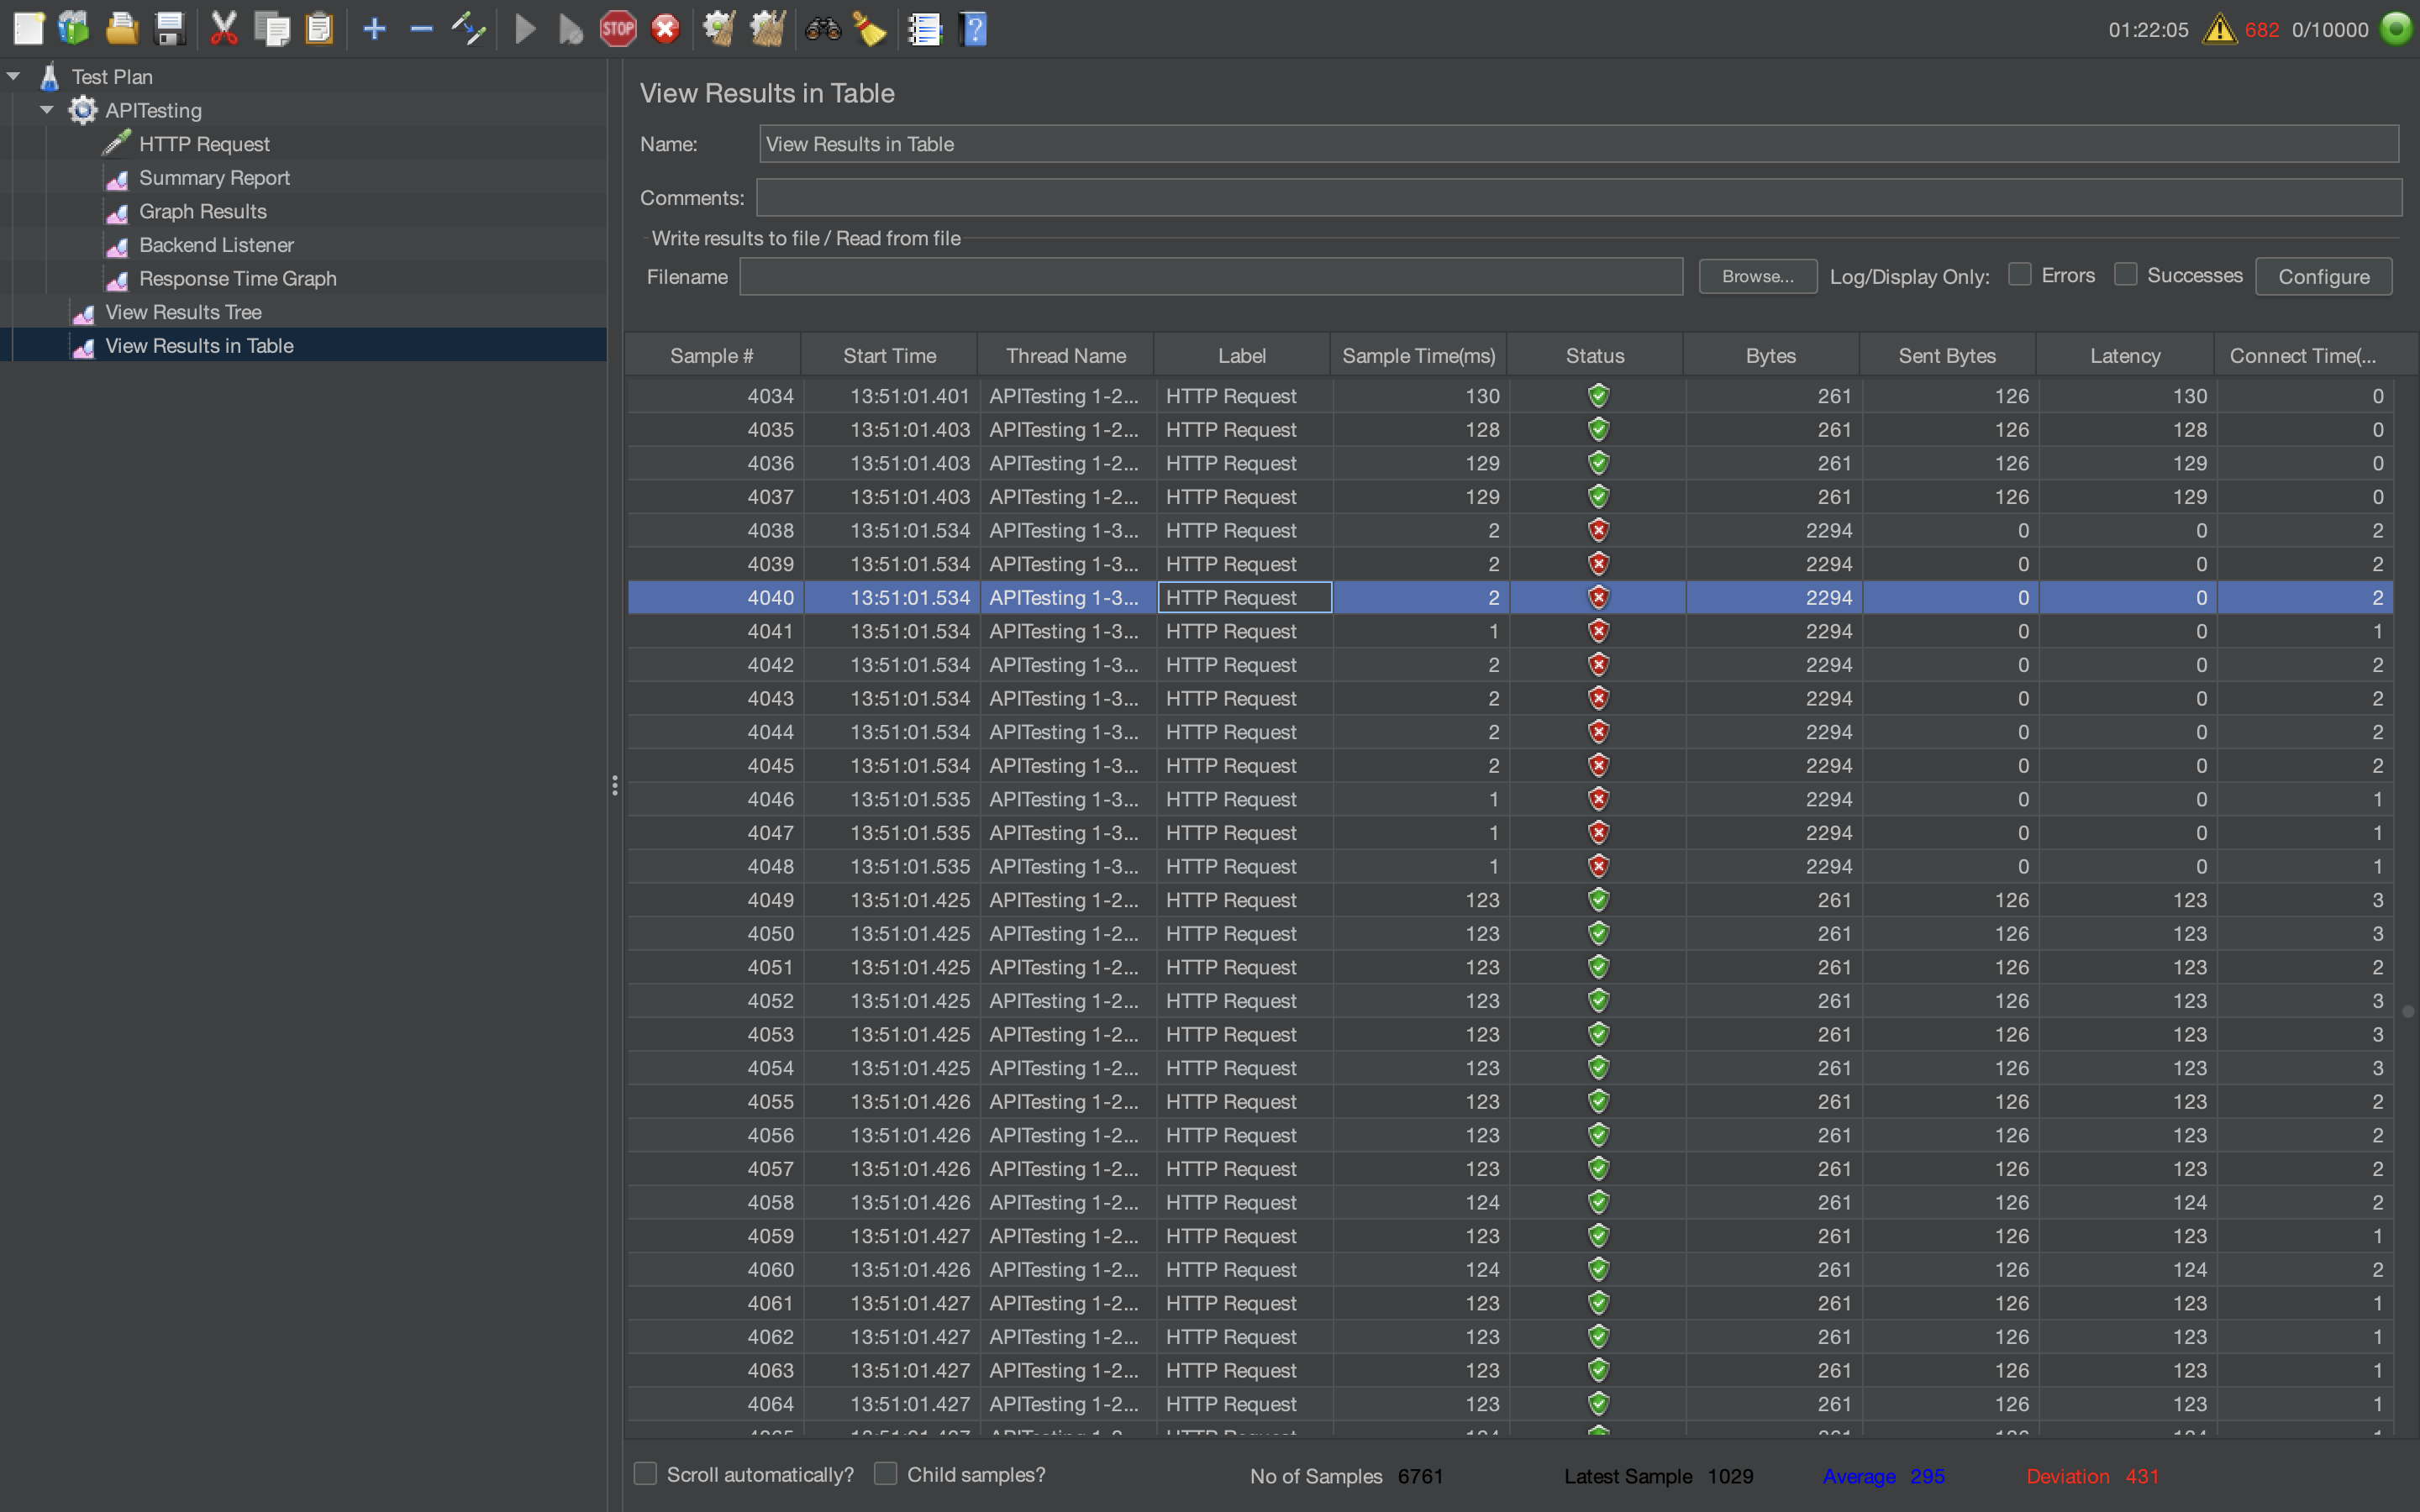 STOP
?
01:22:05 682 0/10000
Test Plan
APITesting
HTTP Request
Summary Report
Graph Results
Backend Listener
Response Time Graph
View Results Tree
View Results in Table
View Results in Table
Name: View Results in Table
Comments:
Write results to file / Read from file
Filename Browse... Log/Display Only: Errors Successes Configure
Sample # Start Time Thread Name Label Sample Time(ms) Status Bytes Sent Bytes Latency Connect Time(...
4034 13:51:01.401 APITesting 1-2... HTTP Request 130 261 126 130 0
4035 13:51:01.403 APITesting 1-2... HTTP Request 128 261 126 128 0
4036 13:51:01.403 APITesting 1-2... HTTP Request 129 261 126 129 0
4037 13:51:01.403 APITesting 1-2... HTTP Request 129 261 126 129 0
4038 13:51:01.534 APITesting 1-3... HTTP Request 2 2294 0 0 2
4039 13:51:01.534 APITesting 1-3... HTTP Request 2 2294 0 0 2
4040 13:51:01.534 APITesting 1-3... HTTP Request 2 2294 0 0 2
4041 13:51:01.534 APITesting 1-3... HTTP Request 1 2294 0 0 1
4042 13:51:01.534 APITesting 1-3... HTTP Request 2 2294 0 0 2
4043 13:51:01.534 APITesting 1-3... HTTP Request 2 2294 0 0 2
4044 13:51:01.534 APITesting 1-3... HTTP Request 2 2294 0 0 2
4045 13:51:01.534 APITesting 1-3... HTTP Request 2 2294 0 0 2
4046 13:51:01.535 APITesting 1-3... HTTP Request 1 2294 0 0 1
4047 13:51:01.535 APITesting 1-3... HTTP Request 1 2294 0 0 1
4048 13:51:01.535 APITesting 1-3... HTTP Request 1 2294 0 0 1
4049 13:51:01.425 APITesting 1-2... HTTP Request 123 261 126 123 3
4050 13:51:01.425 APITesting 1-2... HTTP Request 123 261 126 123 3
4051 13:51:01.425 APITesting 1-2... HTTP Request 123 261 126 123 2
4052 13:51:01.425 APITesting 1-2... HTTP Request 123 261 126 123 3
4053 13:51:01.425 APITesting 1-2... HTTP Request 123 261 126 123 3
4054 13:51:01.425 APITesting 1-2... HTTP Request 123 261 126 123 3
4055 13:51:01.426 APITesting 1-2... HTTP Request 123 261 126 123 2
4056 13:51:01.426 APITesting 1-2... HTTP Request 123 261 126 123 2
4057 13:51:01.426 APITesting 1-2... HTTP Request 123 261 126 123 2
4058 13:51:01.426 APITesting 1-2... HTTP Request 124 261 126 124 2
4059 13:51:01.427 APITesting 1-2... HTTP Request 123 261 126 123 1
4060 13:51:01.426 APITesting 1-2... HTTP Request 124 261 126 124 2
4061 13:51:01.427 APITesting 1-2... HTTP Request 123 261 126 123 1
4062 13:51:01.427 APITesting 1-2... HTTP Request 123 261 126 123 1
4063 13:51:01.427 APITesting 1-2... HTTP Request 123 261 126 123 1
4064 13:51:01.427 APITesting 1-2... HTTP Request 123 261 126 123 1
Scroll automatically? Child samples? No of Samples 6761 Latest Sample 1029 Average 295 Deviation 431